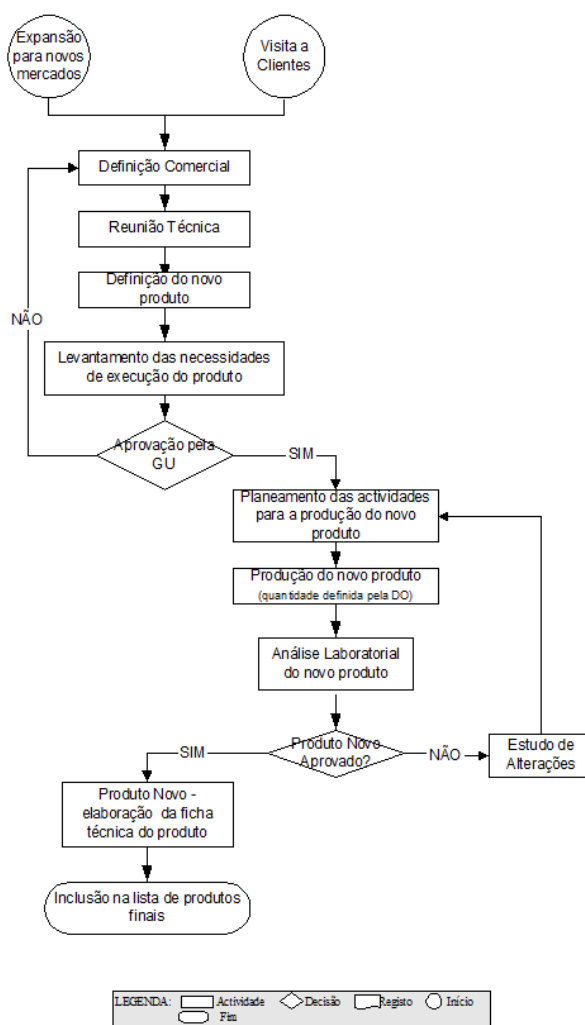 Expansão
para novos
mercados
Visita a
Clientes
Definição Comercial
Reunião Técnica
Definição do novo
produto
NÃO
Levantamento das necessidades
de execução do produto
Aprovação pela
GU
SIM
Planeamento das actividades
para a produção do novo
produto
Produção do novo produto
(quantidade definida pela DO)
Análise Laboratorial
do novo produto
Produto Novo
Aprovado?
SIM
NÃO
Estudo de
Alterações
Produto Novo -
elaboração da ficha
técnica do produto
Inclusão na lista de produtos
finais
LEGENDA: Actividade Decisão Registo Início
Fim